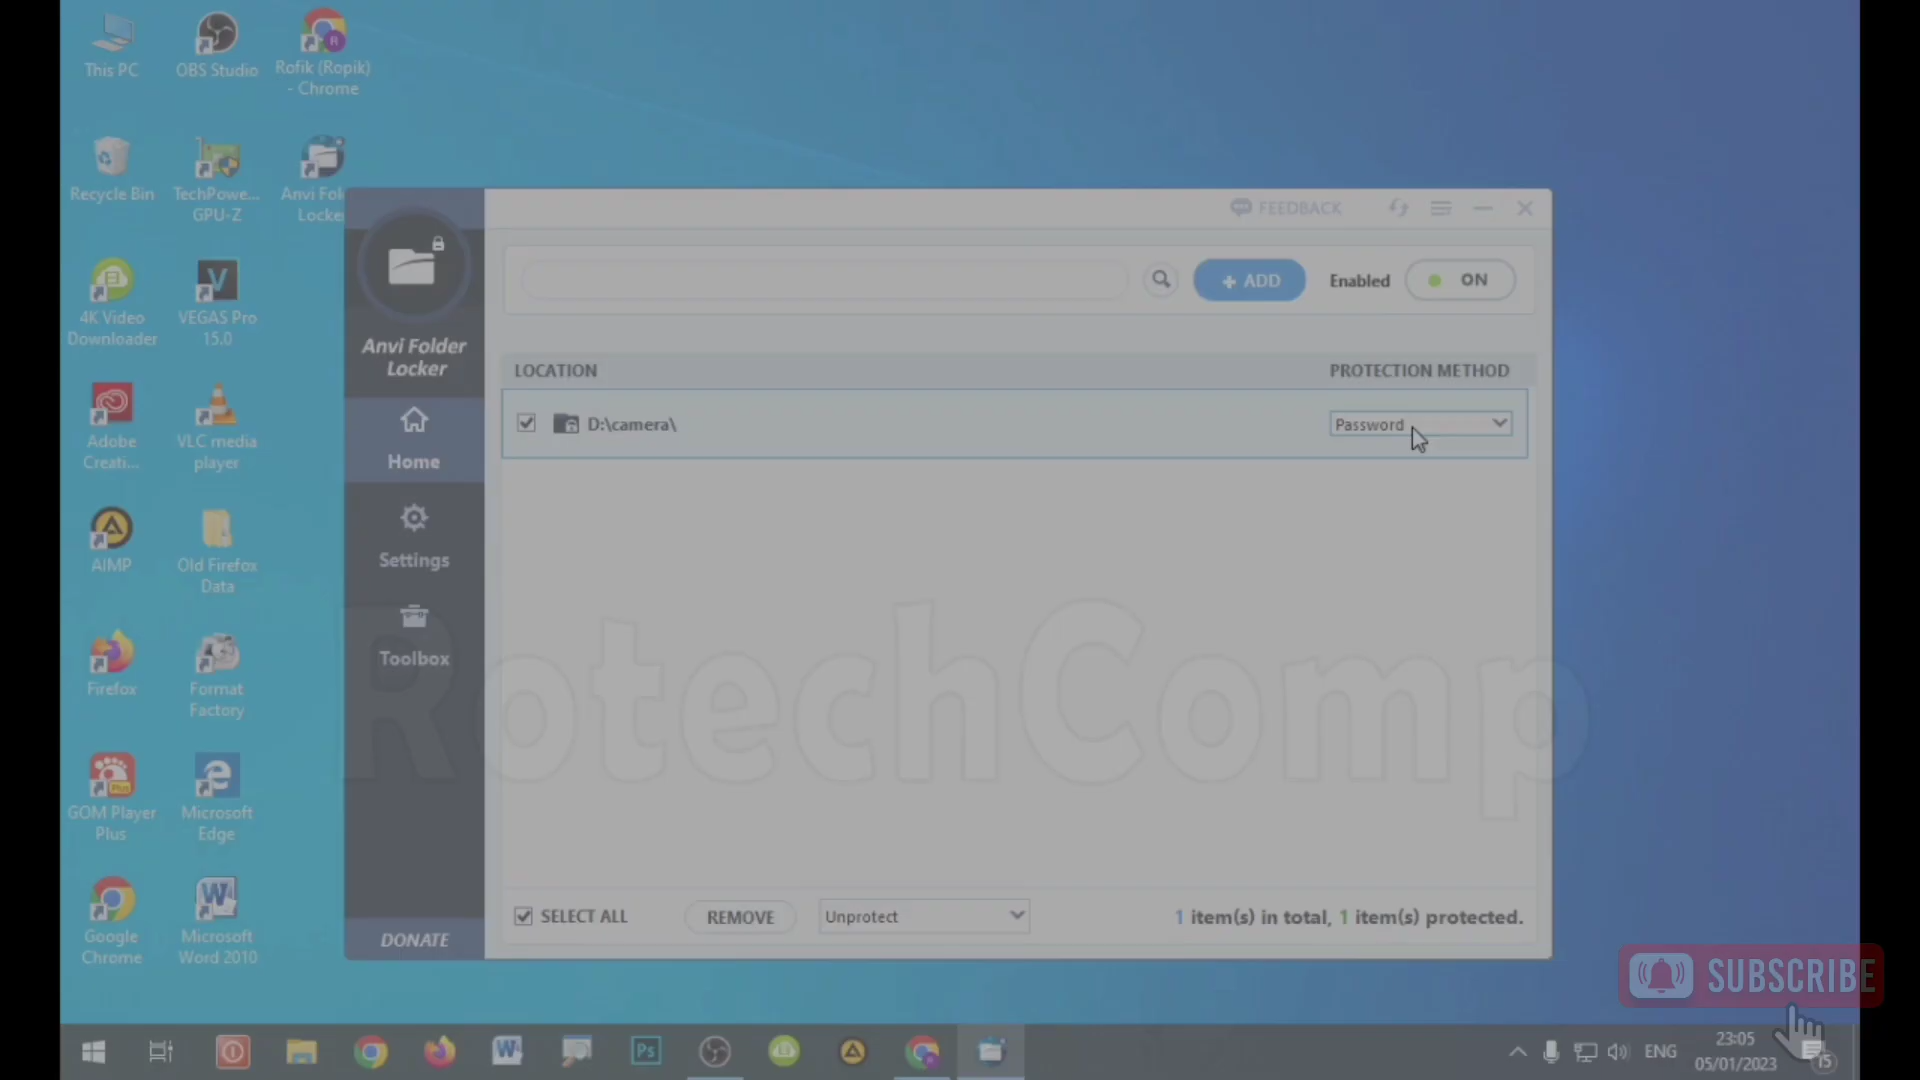 This PC
OBS Studio
Rofik (Ropik)
- Chrome
Recycle Bin
TechPowe...
GPU-Z
Anvi Fol
Locke
4K Video
Downloader
VEGAS Pro
15.0
Adobe
Creati...
VLC media
player
AIMP
Old Firefox
Data
Firefox
Format
Factory
GOM Player
Plus
Microsoft
Edge
Google
Chrome
Microsoft
Word 2010
FEEDBACK
+ ADD
Enabled
ON
Anvi Folder
Locker
Home
Settings
Toolbox
DONATE
LOCATION
PROTECTION METHOD
D:\camera\
Password
RotechComp
SELECT ALL
REMOVE
Unprotect
1 item(s) in total, 1 item(s) protected.
SUBSCRIBE
ENG
23:05
05/01/2023
15